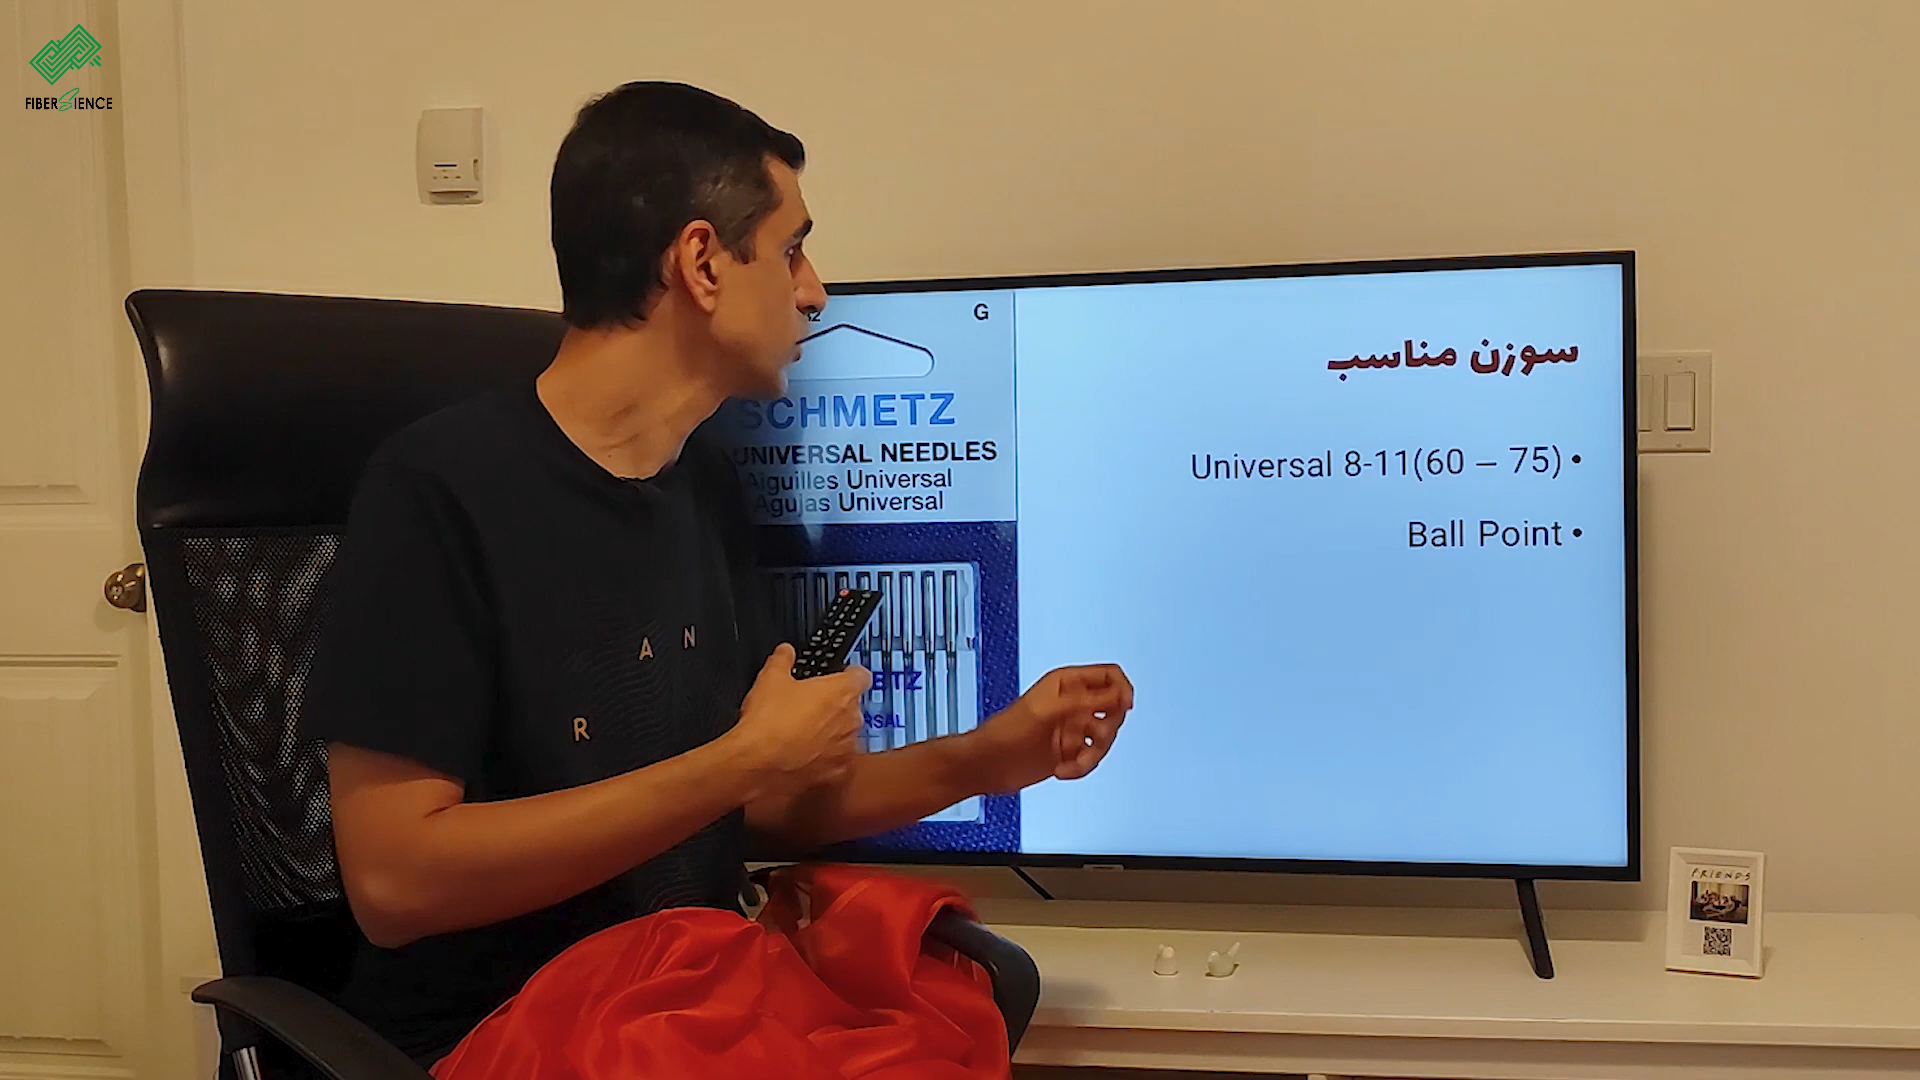 FIBERSIENCE
G
SCHMETZ
UNIVERSAL NEEDLES
Aiguilles Universal
Agujas Universal
سوزن مناسب
Universal 8-11(60 – 75) •
Ball Point •
A N
R
FRIENDS